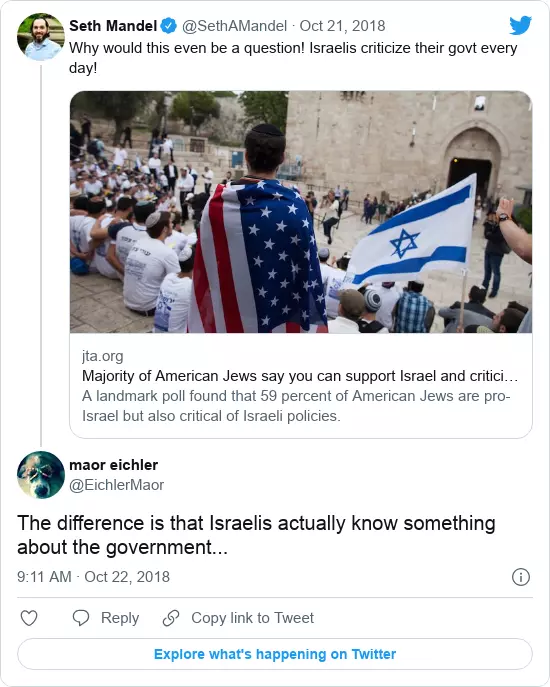 Seth Mandel @SethAMandel · Oct 21, 2018
Why would this even be a question! Israelis criticize their govt every
day!
jta.org
Majority of American Jews say you can support Israel and critici...
A landmark poll found that 59 percent of American Jews are pro-
Israel but also critical of Israeli policies.
maor eichler
@EichlerMaor
The difference is that Israelis actually know something
about the government...
9:11 AM · Oct 22, 2018
Reply
Copy link to Tweet
Explore what's happening on Twitter